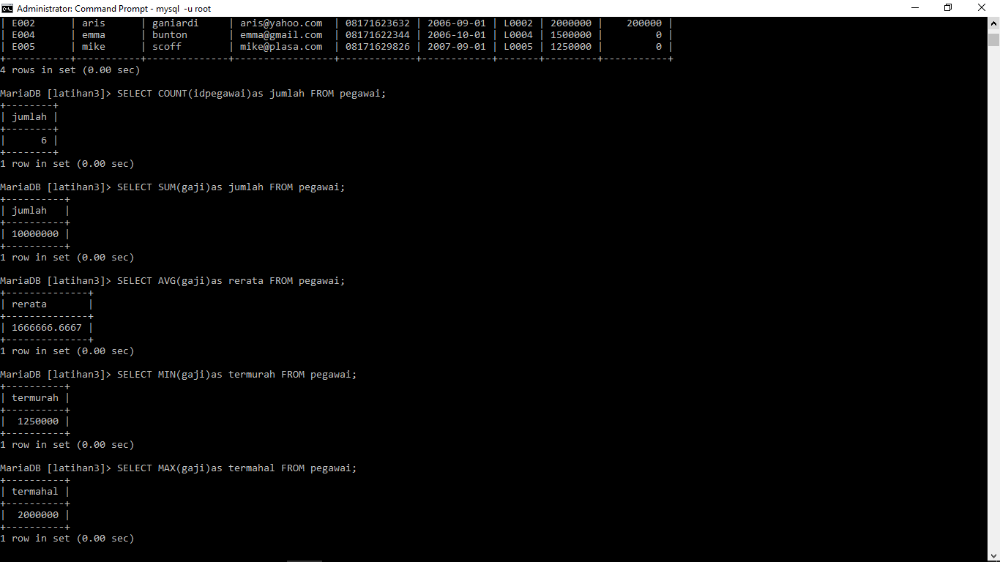 Administrator: Command Prompt - mysql  -u root
| E002      | aris      | ganiardi     | aris@yahoo.com  | 08171623632 | 2006-09-01 | L0002 | 2000000 |    200000 |
| E004      | emma      | bunton       | emma@gmail.com  | 08171622344 | 2006-10-01 | L0004 | 1500000 |         0 |
| E005      | mike      | scoff        | mike@plasa.com  | 08171629826 | 2007-09-01 | L0005 | 1250000 |         0 |
+-----------+-----------+--------------+-----------------+-------------+------------+-------+---------+-----------+
4 rows in set (0.00 sec)
MariaDB [latihan3]> SELECT COUNT(idpegawai)as jumlah FROM pegawai;
+--------+
| jumlah |
+--------+
|      6 |
+--------+
1 row in set (0.00 sec)
MariaDB [latihan3]> SELECT SUM(gaji)as jumlah FROM pegawai;
+----------+
| jumlah   |
+----------+
| 10000000 |
+----------+
1 row in set (0.00 sec)
MariaDB [latihan3]> SELECT AVG(gaji)as rerata FROM pegawai;
+--------------+
| rerata       |
+--------------+
| 1666666.6667 |
+--------------+
1 row in set (0.00 sec)
MariaDB [latihan3]> SELECT MIN(gaji)as termurah FROM pegawai;
+----------+
| termurah |
+----------+
|  1250000 |
+----------+
1 row in set (0.00 sec)
MariaDB [latihan3]> SELECT MAX(gaji)as termahal FROM pegawai;
+----------+
| termahal |
+----------+
|  2000000 |
+----------+
1 row in set (0.00 sec)